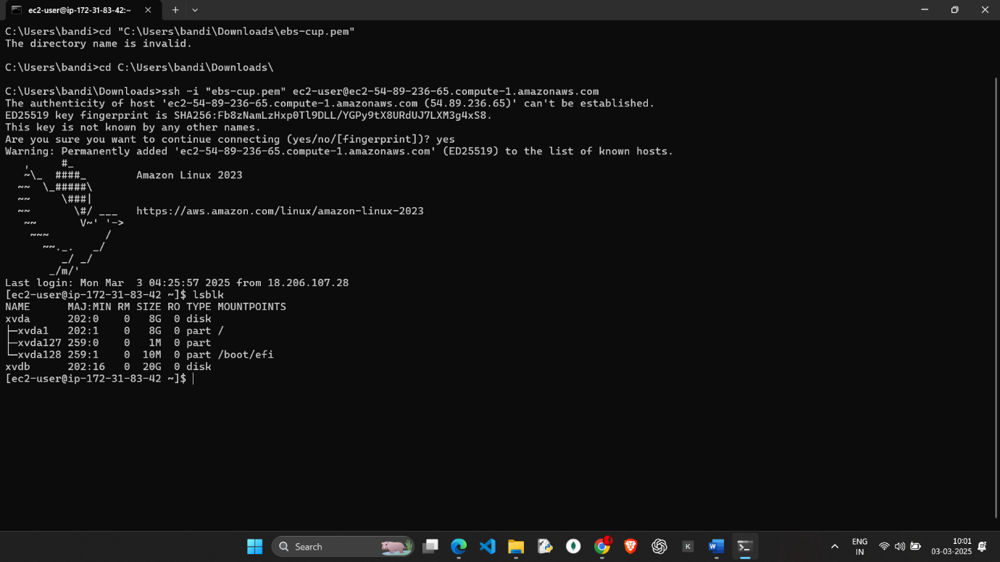 ec2-user@ip-172-31-83-42:~
C:\Users\bandi>cd "C:\Users\bandi\Downloads\ebs-cup.pem"
The directory name is invalid.
C:\Users\bandi>cd C:\Users\bandi\Downloads\
C:\Users\bandi\Downloads>ssh -i "ebs-cup.pem" ec2-user@ec2-54-89-236-65.compute-1.amazonaws.com
The authenticity of host 'ec2-54-89-236-65.compute-1.amazonaws.com (54.89.236.65)' can't be established.
ED25519 key fingerprint is SHA256:Fb8zNamLzHxp0Tl9DLL/YGPy9tX8URdUJ7LXM3g4xS8.
This key is not known by any other names.
Are you sure you want to continue connecting (yes/no/[fingerprint])? yes
Warning: Permanently added 'ec2-54-89-236-65.compute-1.amazonaws.com' (ED25519) to the list of known hosts.
   ,     #_
   ~\_  ####_        Amazon Linux 2023
  ~~  \_#####\
  ~~     \###|
  ~~       \#/ ___   https://aws.amazon.com/linux/amazon-linux-2023
   ~~       V~' '->
    ~~~         /
      ~~._.   _/
         _/ _/
       _/m/'
Last login: Mon Mar  3 04:25:57 2025 from 18.206.107.28
[ec2-user@ip-172-31-83-42 ~]$ lsblk
NAME      MAJ:MIN RM SIZE RO TYPE MOUNTPOINTS
xvda      202:0    0   8G  0 disk
├─xvda1   202:1    0   8G  0 part /
├─xvda127 259:0    0   1M  0 part
└─xvda128 259:1    0  10M  0 part /boot/efi
xvdb      202:16   0  20G  0 disk
[ec2-user@ip-172-31-83-42 ~]$
Search
K
W
ENG
IN
10:01
03-03-2025